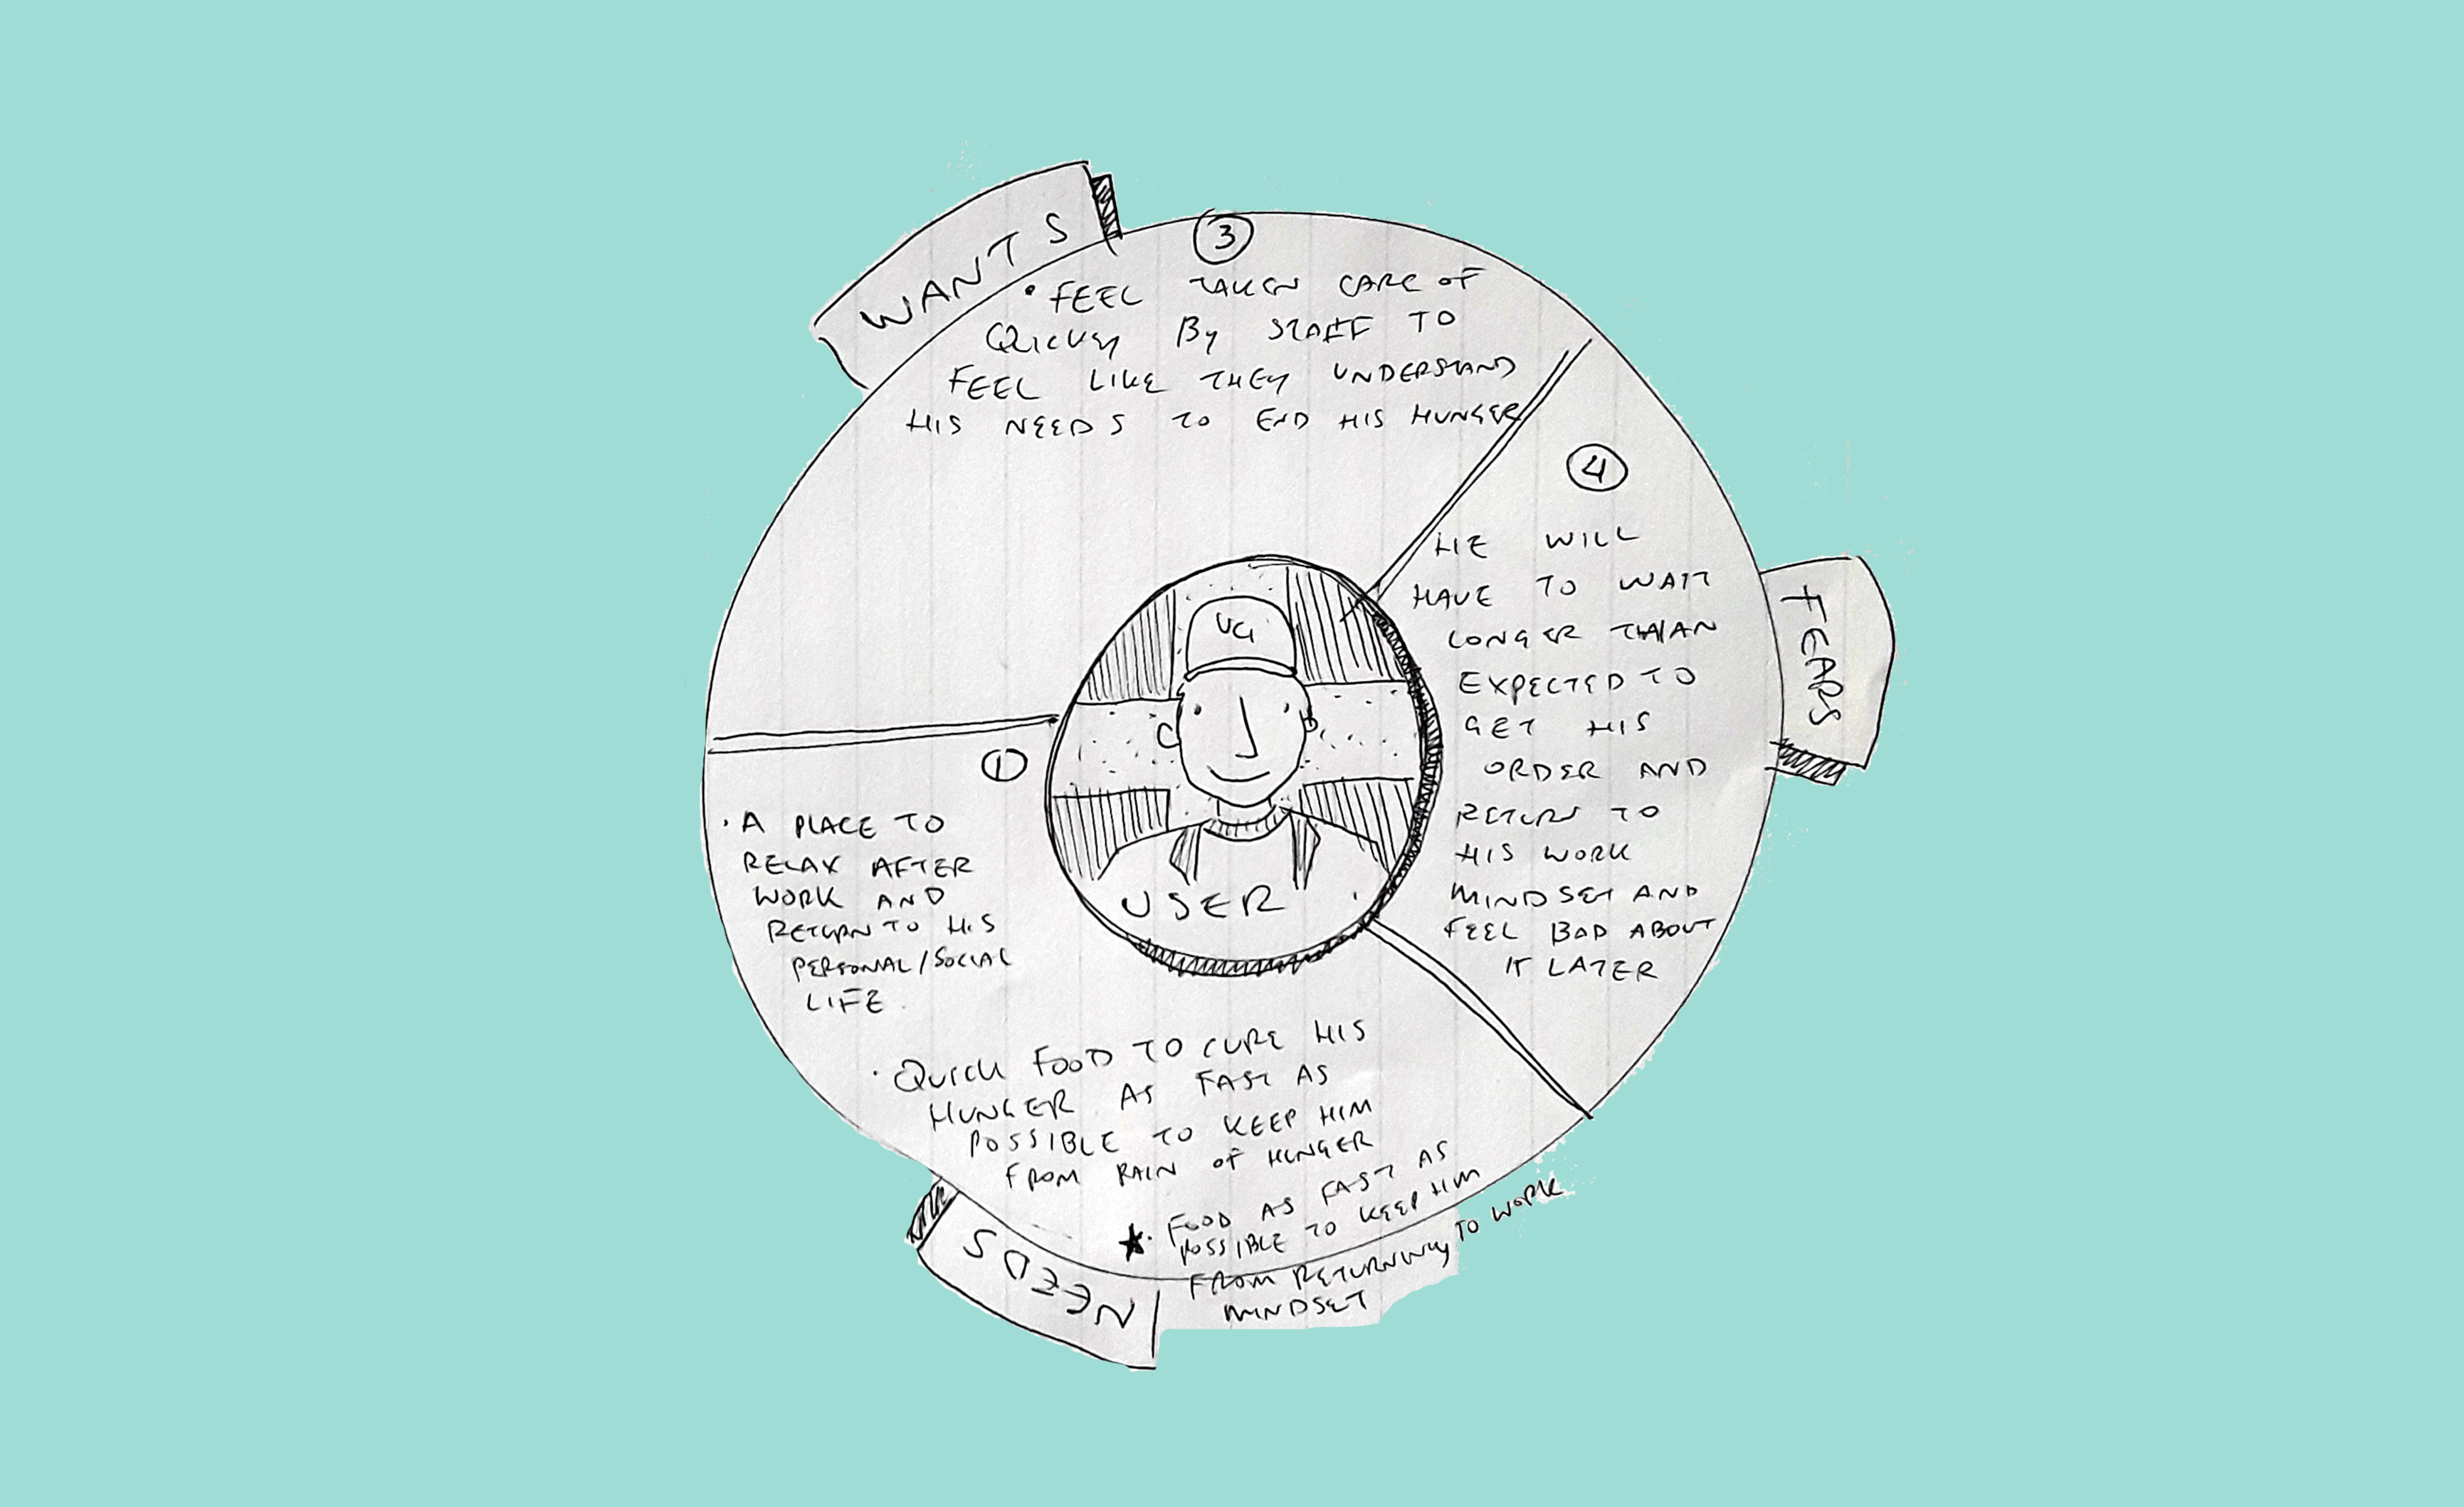 WANTS
3
• FEEL TAKEN CARE OF
QUICKLY BY STAFF TO
FEEL LIKE THEY UNDERSTAND
HIS NEEDS TO END HIS HUNGER
4
HE WILL
HAVE TO WAIT
LONGER THAN
EXPECTED TO
GET HIS
ORDER AND
RETURN TO
HIS WORK
MINDSET AND
FEEL BAD ABOUT
IT LATER
FEARS
UG
USER
1
• A PLACE TO
RELAX AFTER
WORK AND
RETURN TO HIS
PERSONAL/SOCIAL
LIFE.
• QUICK FOOD TO CURE HIS
HUNGER AS FAST AS
POSSIBLE TO KEEP HIM
FROM PAIN OF HUNGER
★• FOOD AS FAST AS
POSSIBLE TO KEEP HIM
FROM RETURNING TO WORK
MINDSET
NEEDS